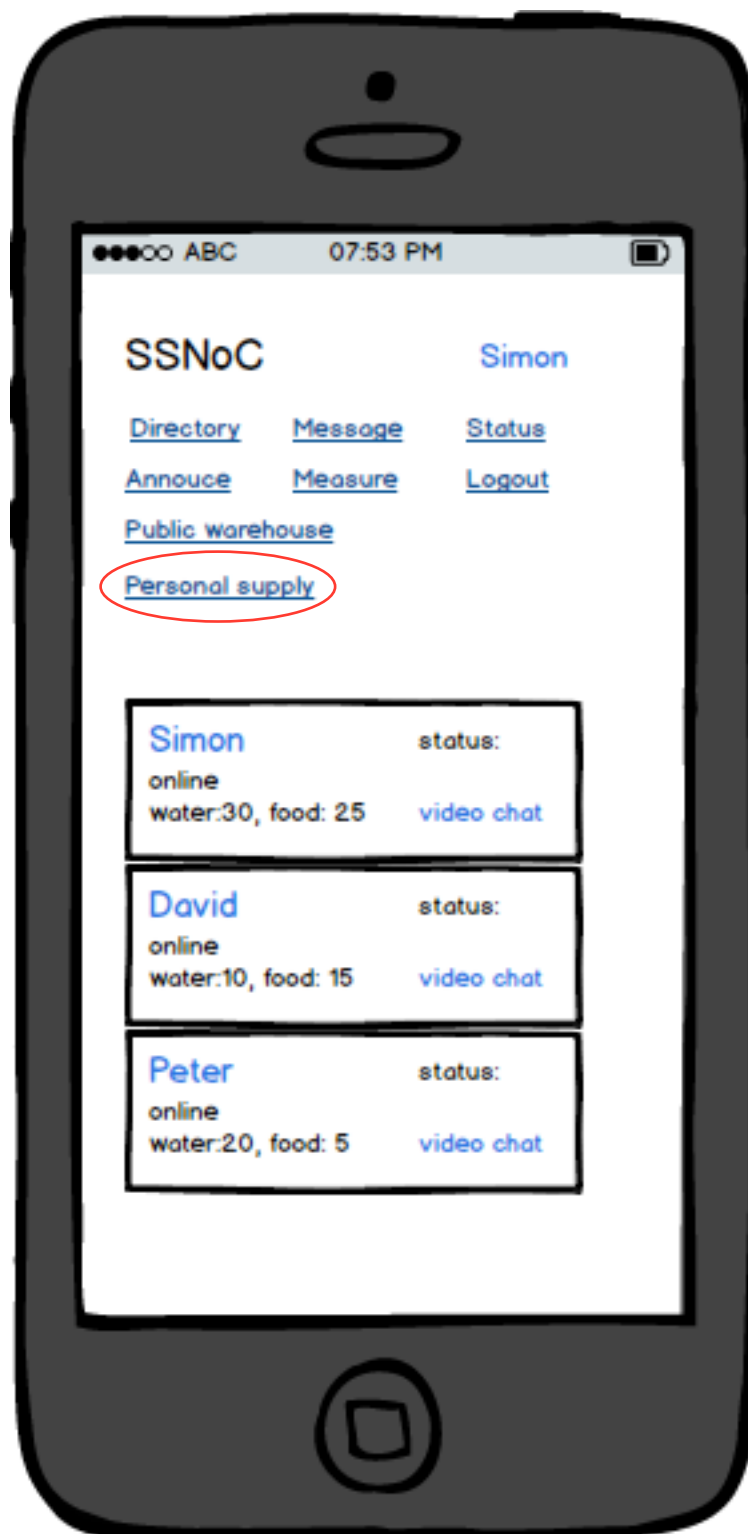 ABC 07:53 PM
SSNoC Simon
Directory Message Status
Annouce Measure Logout
Public warehouse
Personal supply
Simon status:
online
water:30, food: 25 video chat
David status:
online
water:10, food: 15 video chat
Peter status:
online
water:20, food: 5 video chat